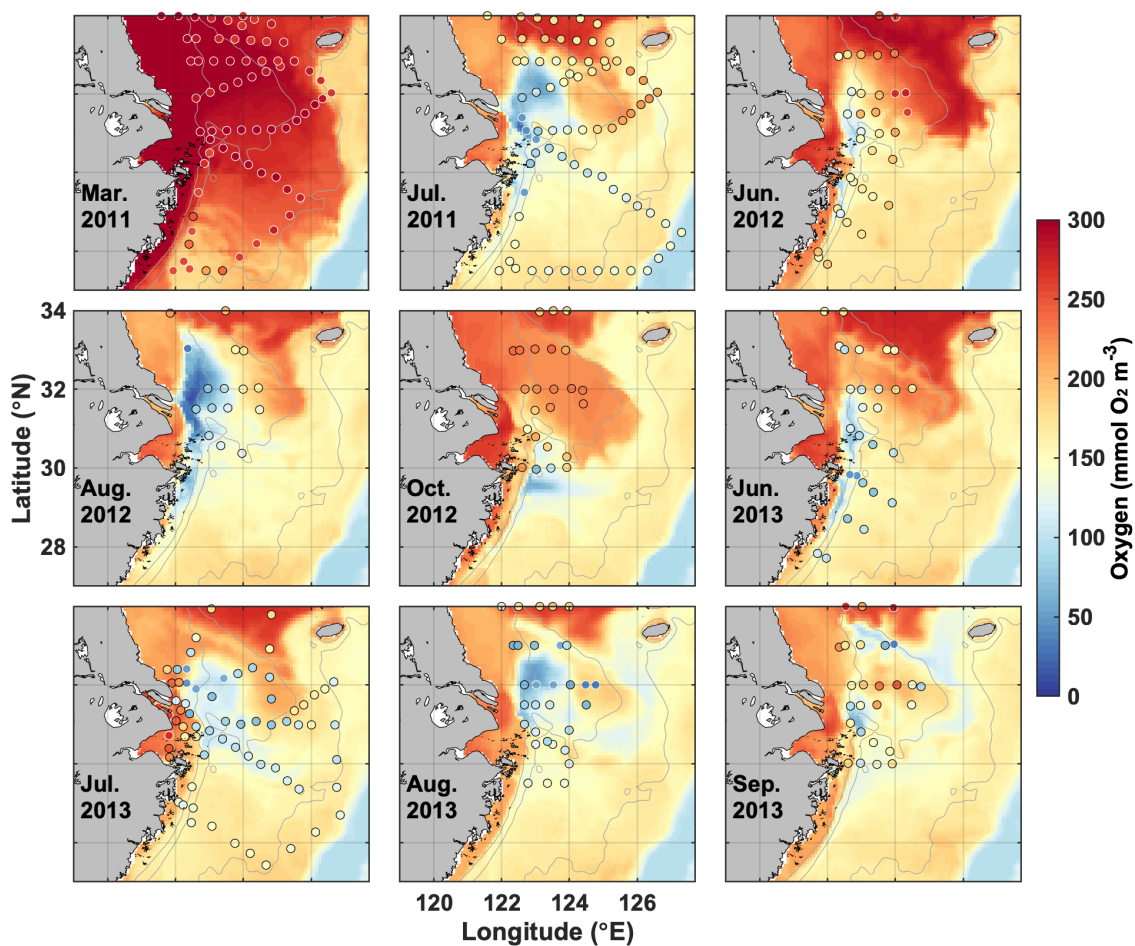 Mar.
2011
Jul.
2011
Jun.
2012
34
32
30
28
Latitude (°N)
Aug.
2012
Oct.
2012
Jun.
2013
Jul.
2013
Aug.
2013
Sep.
2013
120
122
124
126
Longitude (°E)
300
250
200
150
100
50
0
Oxygen (mmol O₂ m⁻³)